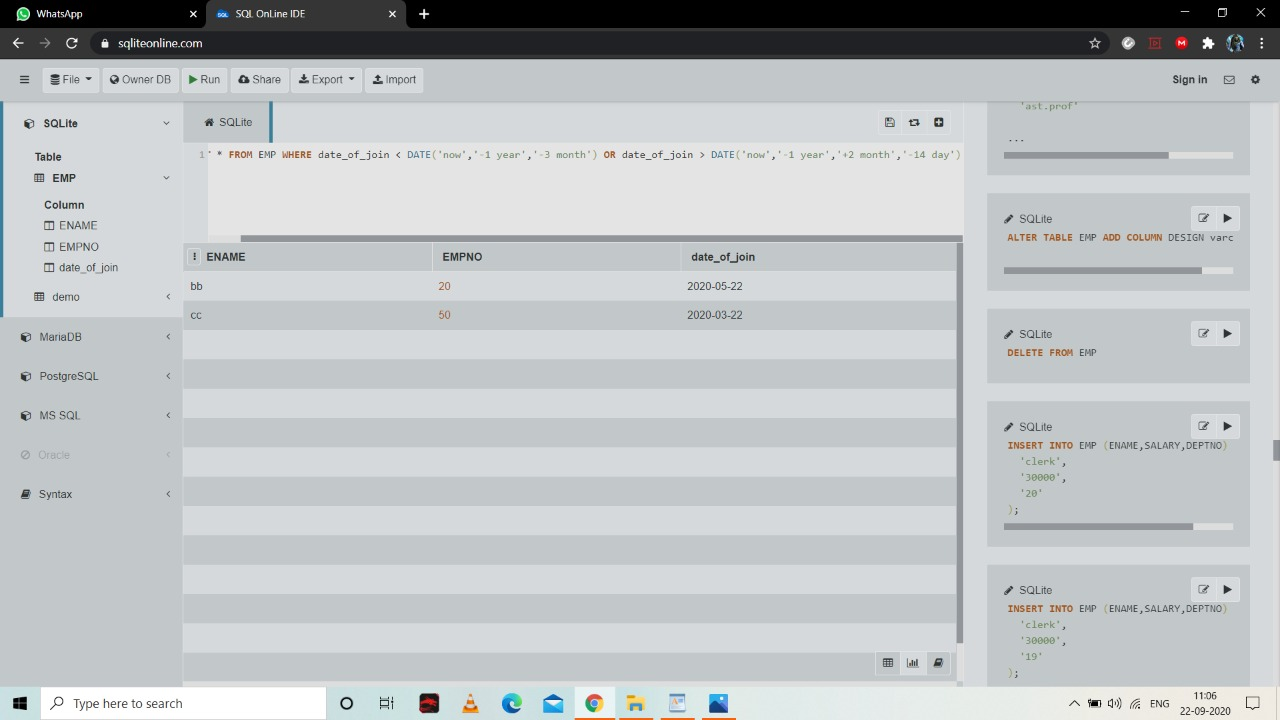 WhatsApp
SQL OnLine IDE
sqliteonline.com
File
Owner DB
Run
Share
Export
Import
Sign in
SQLite
Table
EMP
Column
ENAME
EMPNO
date_of_join
demo
MariaDB
PostgreSQL
MS SQL
Oracle
Syntax
SQLite
1 * FROM EMP WHERE date_of_join < DATE('now','-1 year','-3 month') OR date_of_join > DATE('now','-1 year','+2 month','-14 day')
ENAME EMPNO date_of_join
bb 20 2020-05-22
cc 50 2020-03-22
'ast.prof'
...
SQLite
ALTER TABLE EMP ADD COLUMN DESIGN varc
SQLite
DELETE FROM EMP
SQLite
INSERT INTO EMP (ENAME,SALARY,DEPTNO)
'clerk',
'30000',
'20'
);
SQLite
INSERT INTO EMP (ENAME,SALARY,DEPTNO)
'clerk',
'30000',
'19'
);
Type here to search
ENG
11:06
22-09-2020